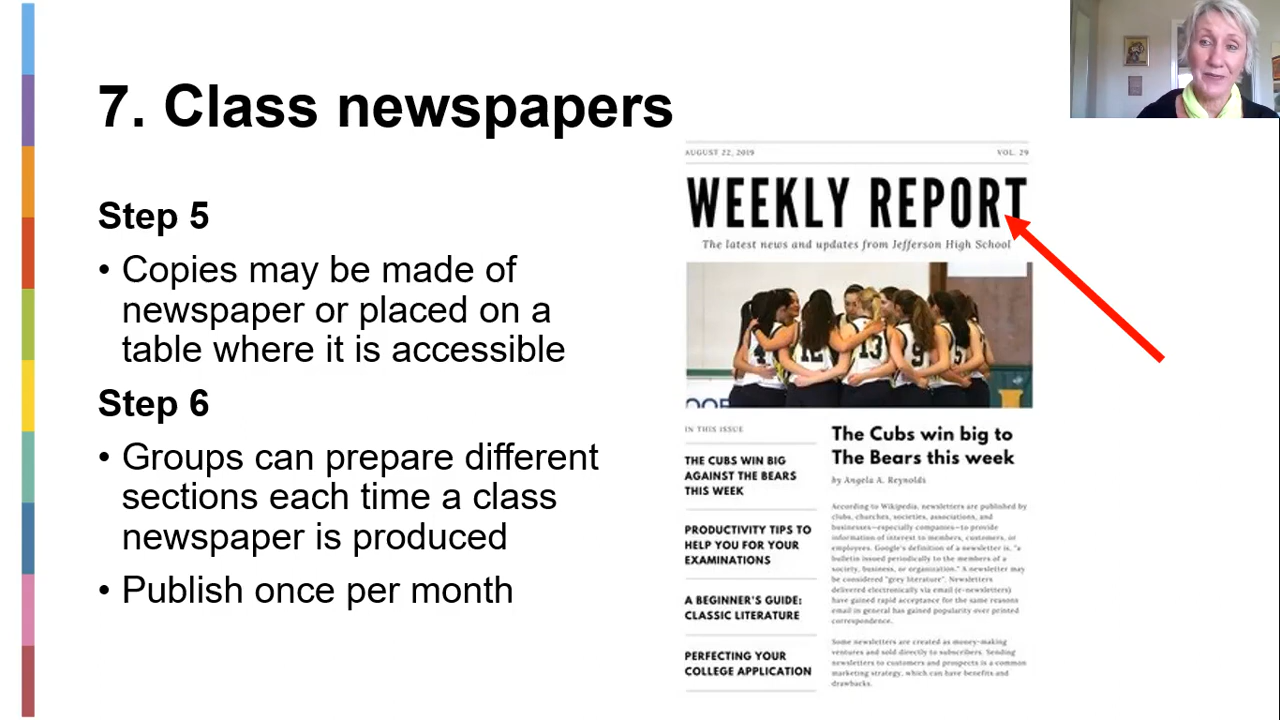 7. Class newspapers
Step 5
• Copies may be made of
newspaper or placed on a
table where it is accessible
Step 6
• Groups can prepare different
sections each time a class
newspaper is produced
• Publish once per month
AUGUST 22, 2019
VOL. 29
WEEKLY REPORT
The latest news and updates from Jefferson High School
4
12
13
9
5
IN THIS ISSUE
THE CUBS WIN BIG
AGAINST THE BEARS
THIS WEEK
PRODUCTIVITY TIPS TO
HELP YOU FOR YOUR
EXAMINATIONS
A BEGINNER'S GUIDE:
CLASSIC LITERATURE
PERFECTING YOUR
COLLEGE APPLICATION
The Cubs win big to
The Bears this week
by Angela A. Reynolds
According to Wikipedia, newsletters are published by
clubs, churches, societies, associations, and
businesses—especially companies—to provide
information of interest to members, customers, or
employees. Google's definition of a newsletter is, "a
bulletin issued periodically to the members of a
society, business, or organization." A newsletter may
be considered "grey literature". Newsletters
delivered electronically via email (e-newsletters)
have gained rapid acceptance for the same reasons
email in general has gained popularity over printed
correspondence.
Some newsletters are created as money-making
ventures and sold directly to subscribers. Sending
newsletters to customers and prospects is a common
marketing strategy, which can have benefits and
drawbacks.